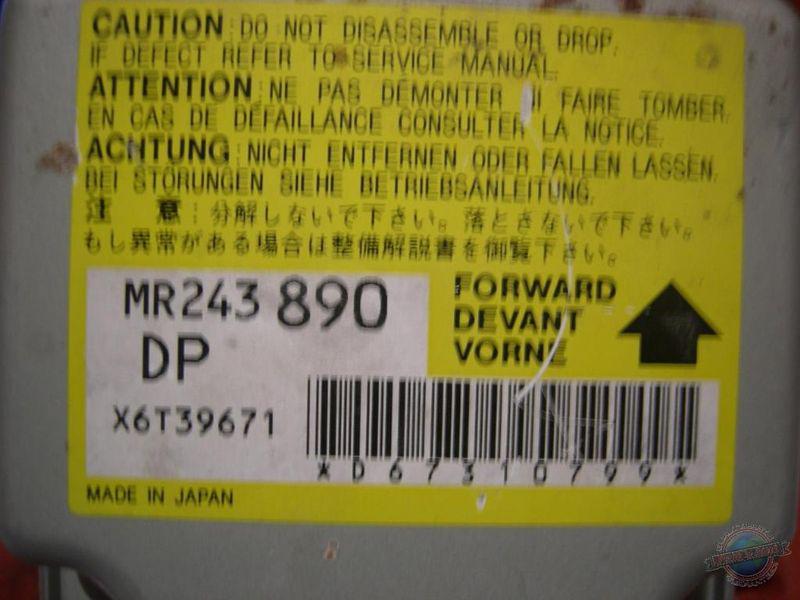 CAUTION : DO NOT DISASSEMBLE OR DROP.
IF DEFECT REFER TO SERVICE MANUAL.
ATTENTION : NE PAS DÉMONTER NI FAIRE TOMBER.
EN CAS DE DÉFAILLANCE CONSULTER LA NOTICE.
ACHTUNG : NICHT ENTFERNEN ODER FALLEN LASSEN.
BEI STÖRUNGEN SIEHE BETRIEBSANLEITUNG.
注 意 : 分解しないで下さい。落とさないで下さい。
もし異常がある場合は整備解説書を御覧下さい。
MR243 890
DP
X6T39671
FORWARD
DEVANT
VORNE
*D67310799*
MADE IN JAPAN